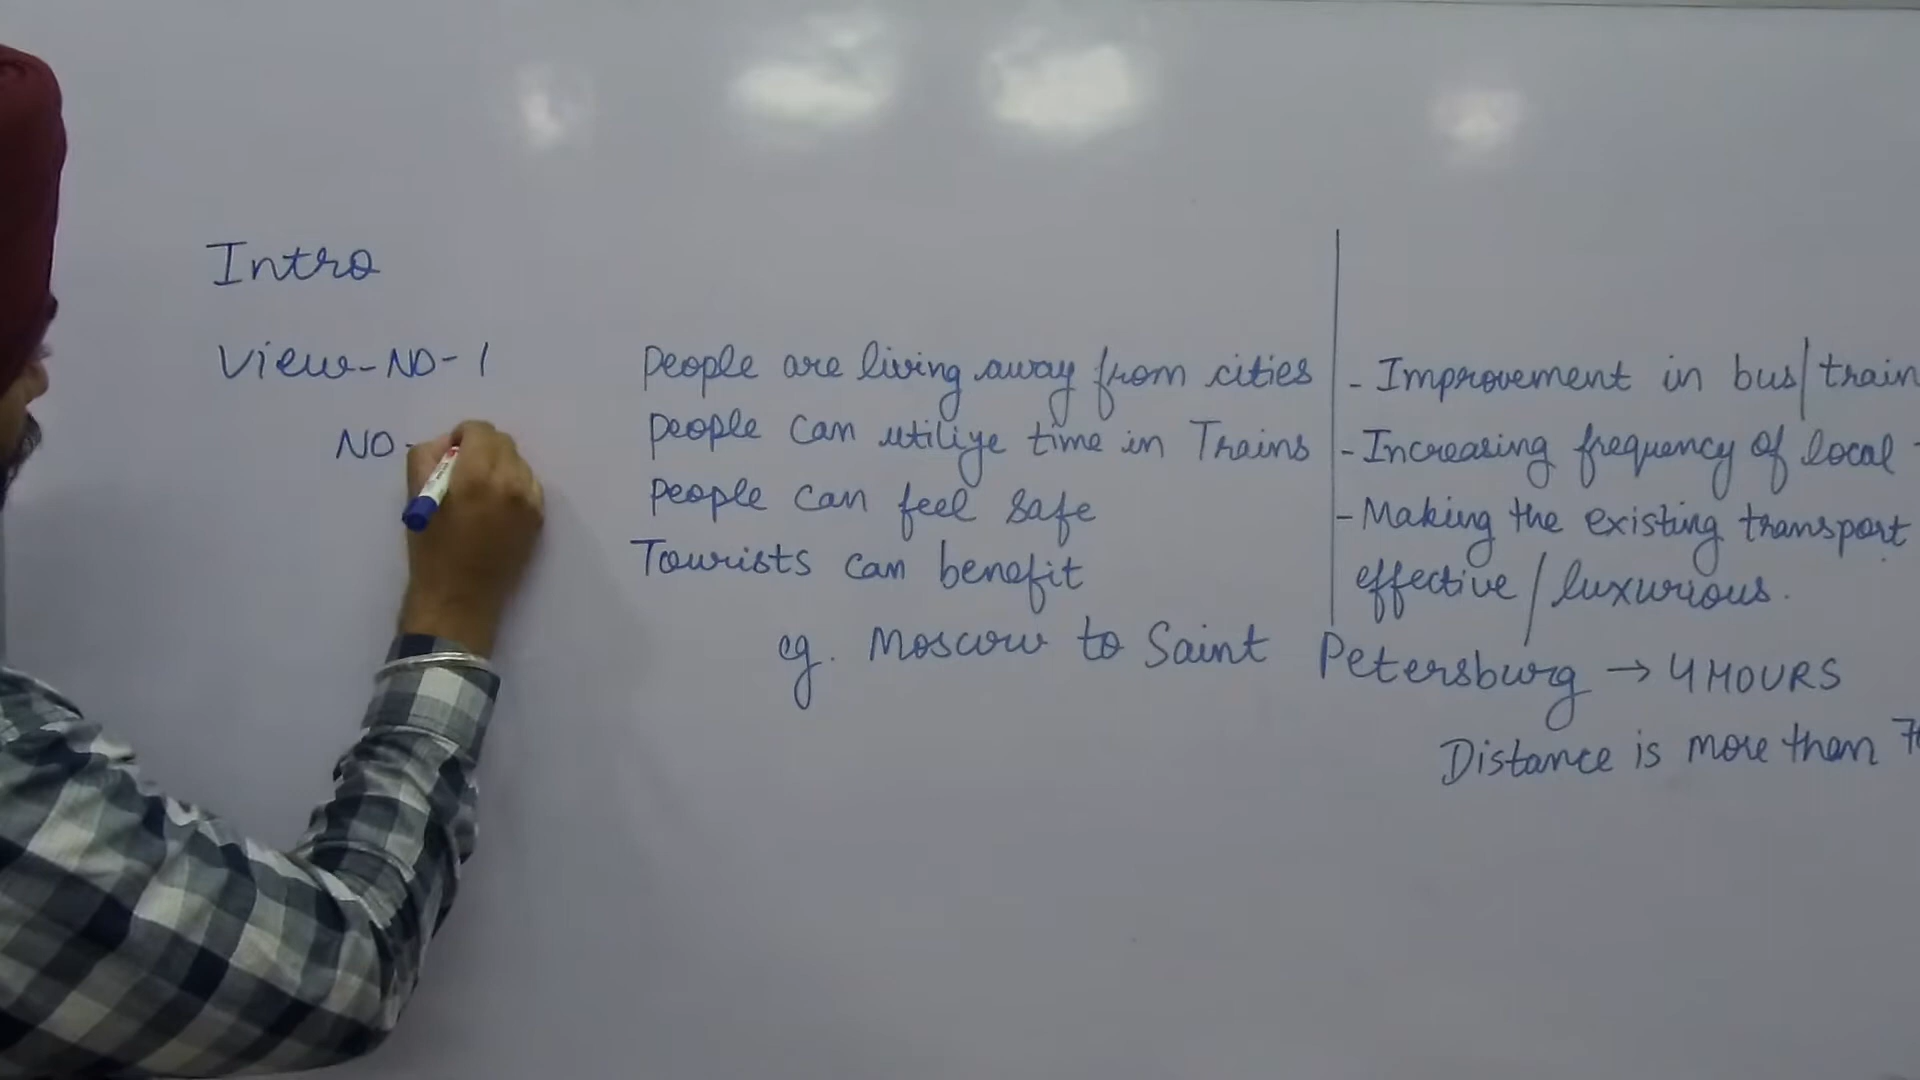 Intro
View-NO-1
NO-
People are living away from cities
People can utilize time in Trains
People can feel safe
Tourists can benefit
eg. Moscow to Saint Petersburg → 4 HOURS
Distance is more than
- Improvement in bus/train
- Increasing frequency of local
- Making the existing transport
effective/luxurious.